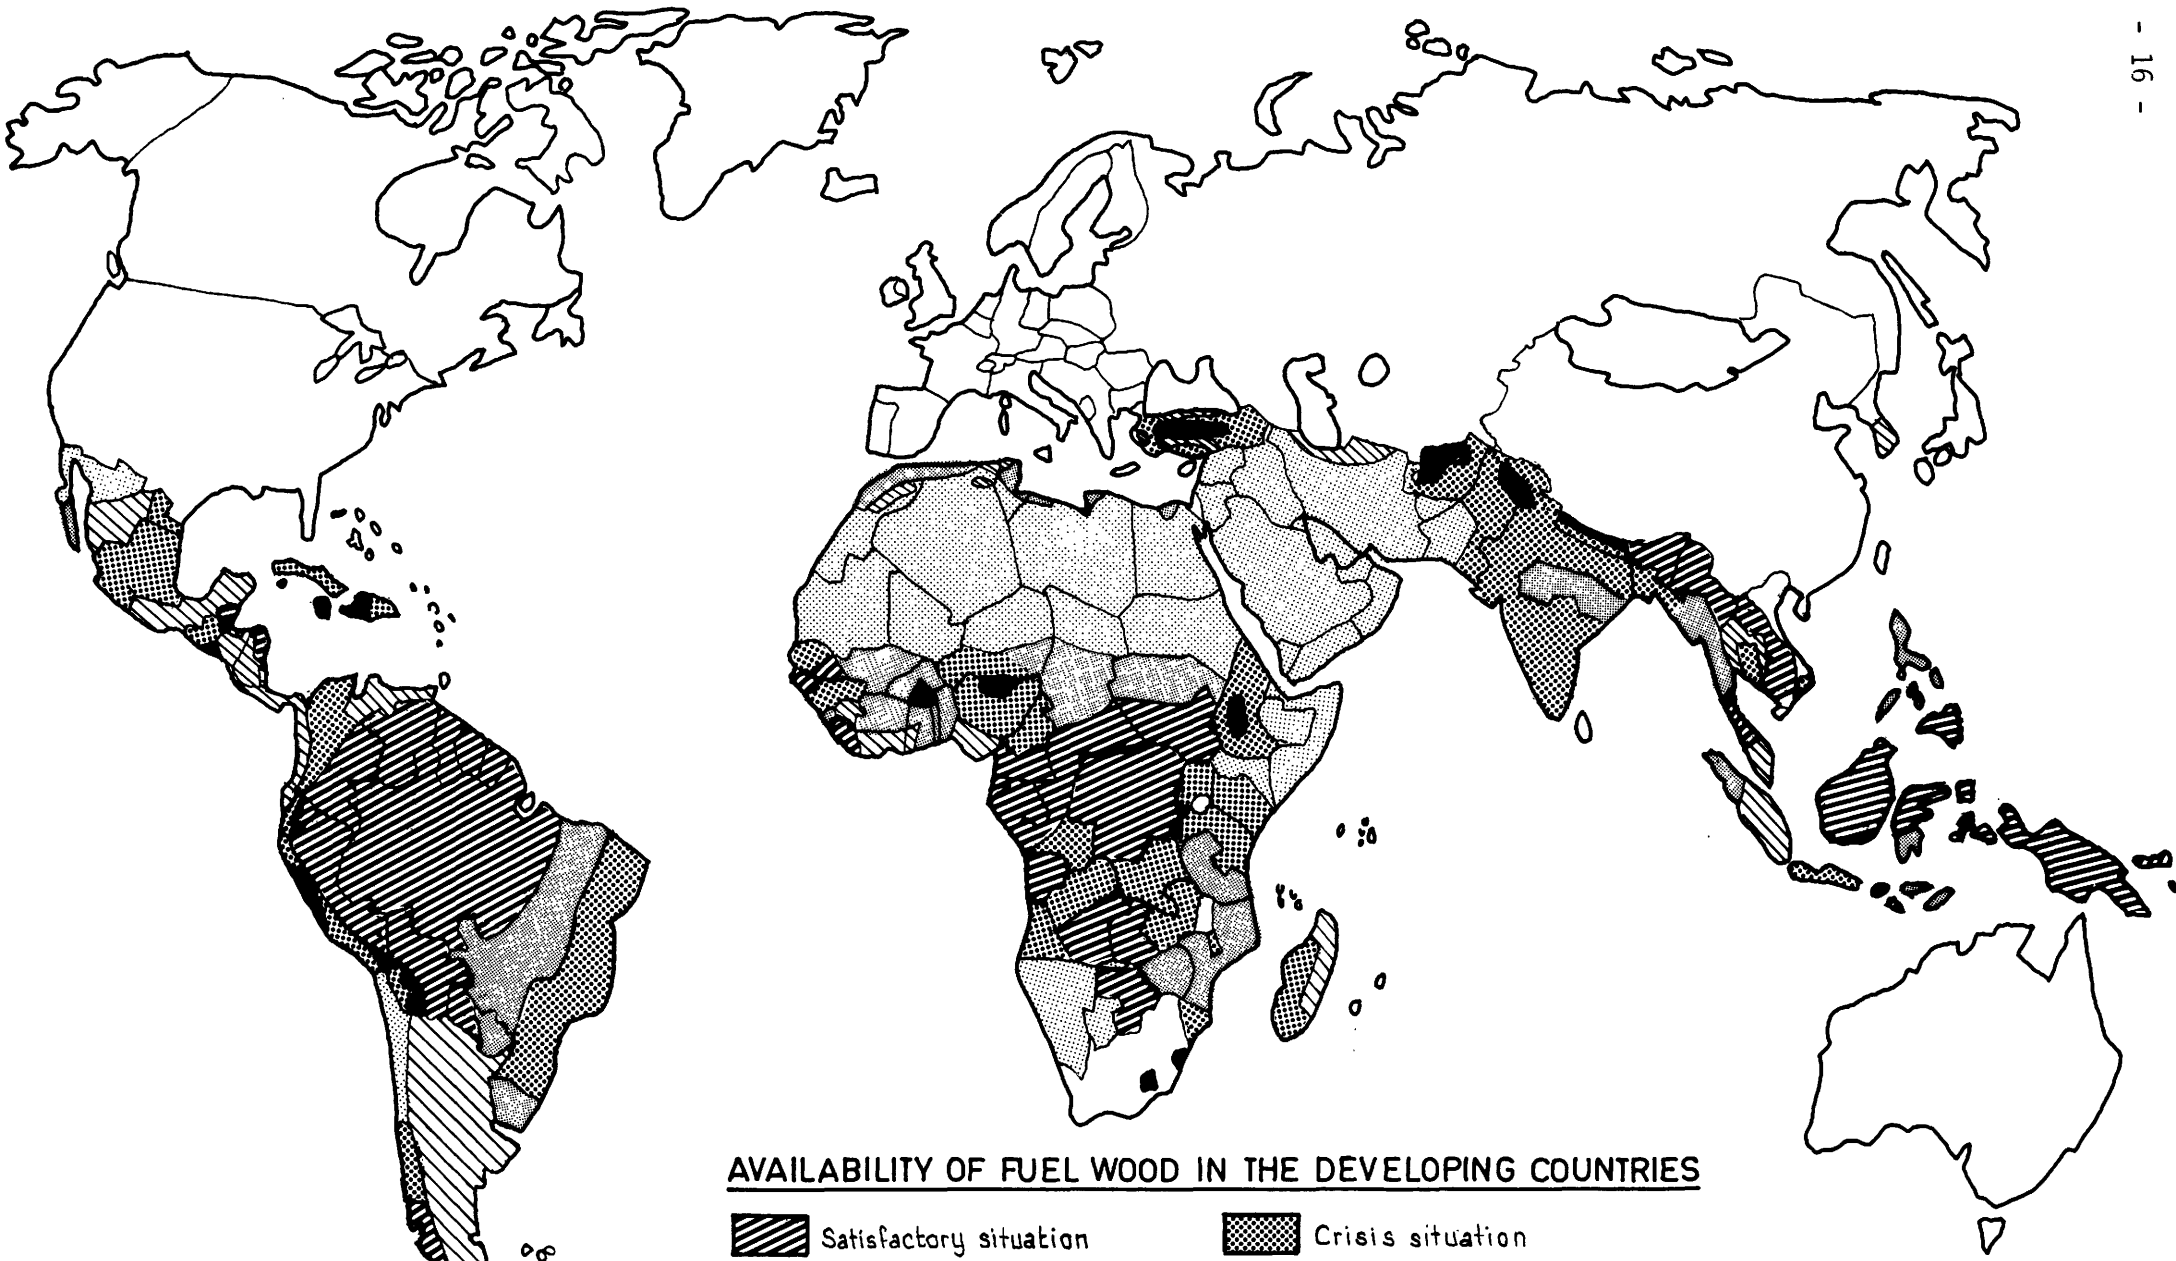 - 16 -
AVAILABILITY OF FUEL WOOD IN THE DEVELOPING COUNTRIES
Satisfactory situation
Crisis situation